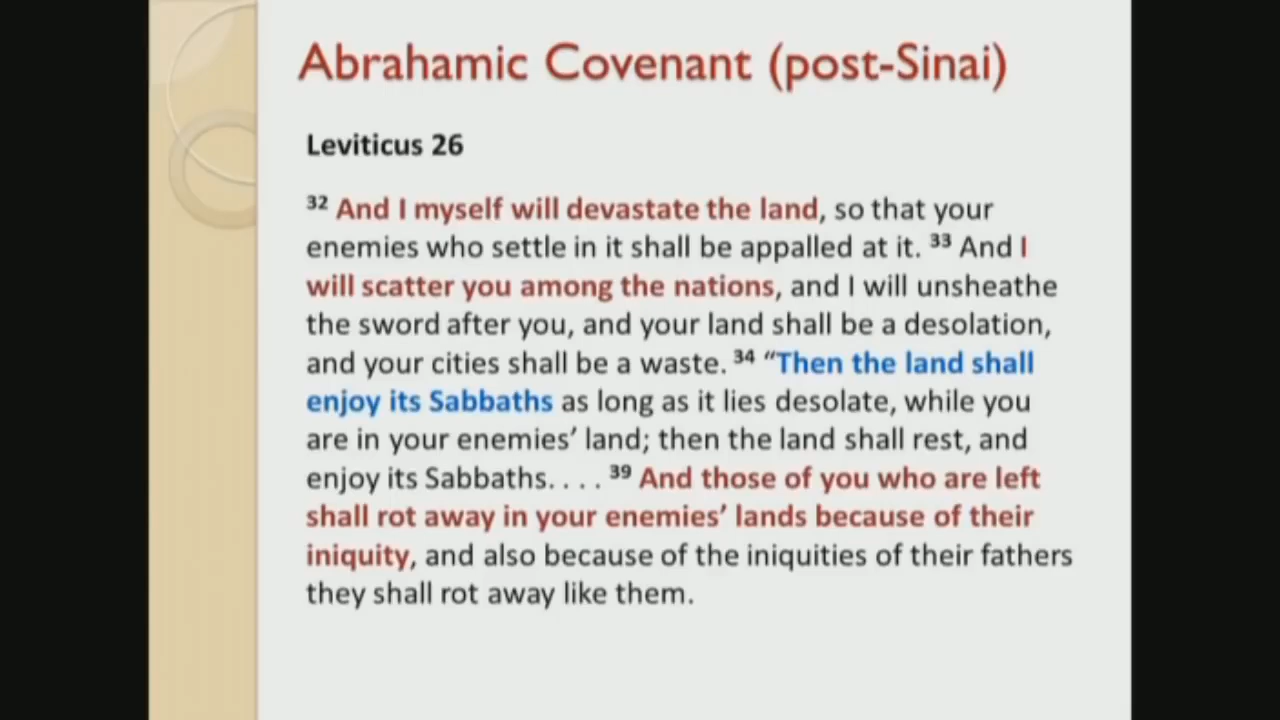 Abrahamic Covenant (post-Sinai)
Leviticus 26
32 And I myself will devastate the land, so that your
enemies who settle in it shall be appalled at it. 33 And I
will scatter you among the nations, and I will unsheathe
the sword after you, and your land shall be a desolation,
and your cities shall be a waste. 34 “Then the land shall
enjoy its Sabbaths as long as it lies desolate, while you
are in your enemies’ land; then the land shall rest, and
enjoy its Sabbaths. . . . 39 And those of you who are left
shall rot away in your enemies’ lands because of their
iniquity, and also because of the iniquities of their fathers
they shall rot away like them.